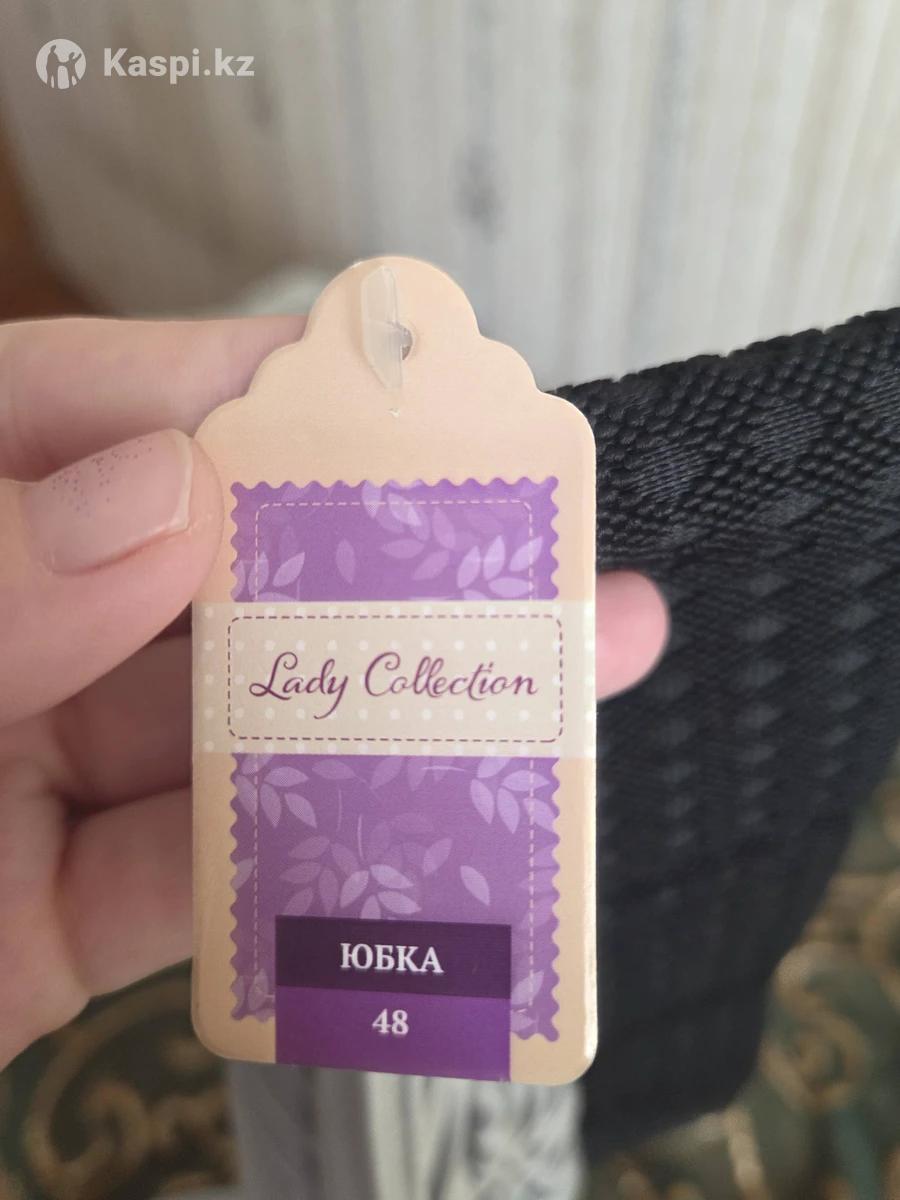 Kaspi.kz
Lady Collection
ЮБКА
48